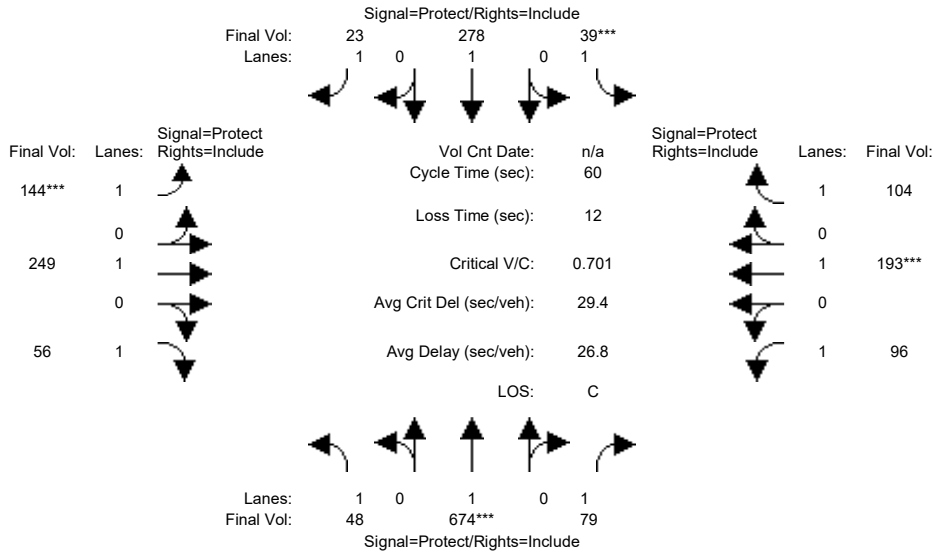 Signal=Protect/Rights=Include
Final Vol: 23 278 39***
Lanes: 1 0 1 0 1
Signal=Protect
Final Vol: Lanes: Rights=Include
Vol Cnt Date: n/a
Signal=Protect
Rights=Include Lanes: Final Vol:
Cycle Time (sec): 60
144*** 1
1 104
Loss Time (sec): 12
0
0
249 1
Critical V/C: 0.701
1 193***
0
Avg Crit Del (sec/veh): 29.4
0
56 1
Avg Delay (sec/veh): 26.8
1 96
LOS: C
Lanes: 1 0 1 0 1
Final Vol: 48 674*** 79
Signal=Protect/Rights=Include